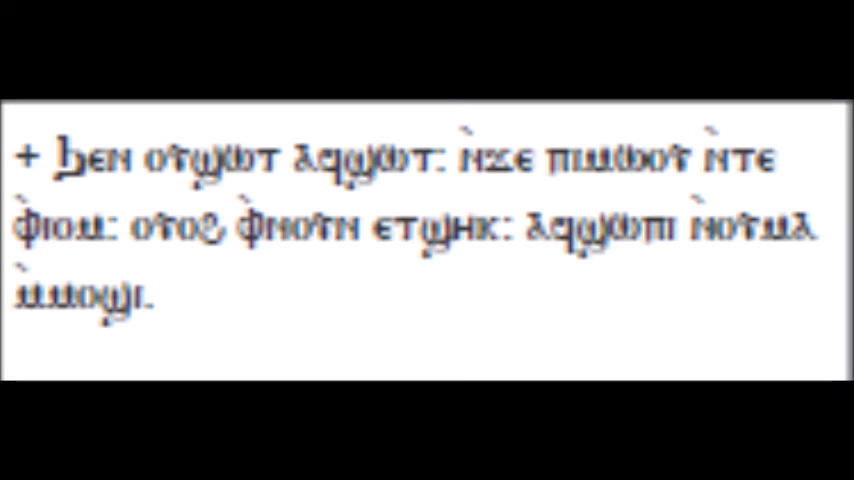 + Ϧⲉⲛ ⲟⲩϣⲱⲧ ⲁϥϣⲱⲧ: ⲛ̀ϫⲉ ⲡⲓⲙⲱⲟⲩ ⲛ̀ⲧⲉ
ⲫ̀ⲓⲟⲙ: ⲟⲩⲟϩ ⲫ̀ⲛⲟⲩⲛ ⲉⲧϣⲏⲕ: ⲁϥϣⲱⲡⲓ ⲛ̀ⲟⲩⲙⲁ
ⲙ̀ⲙⲟϣⲓ.